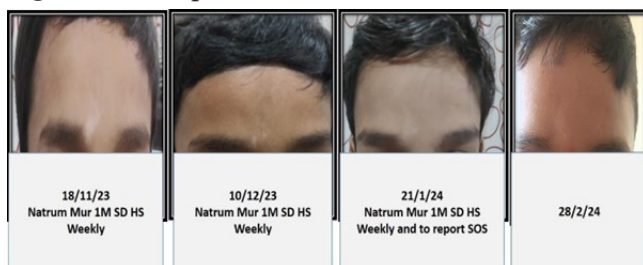 18/11/23
Natrum Mur 1M SD HS
Weekly
10/12/23
Natrum Mur 1M SD HS
Weekly
21/1/24
Natrum Mur 1M SD HS
Weekly and to report SOS
28/2/24